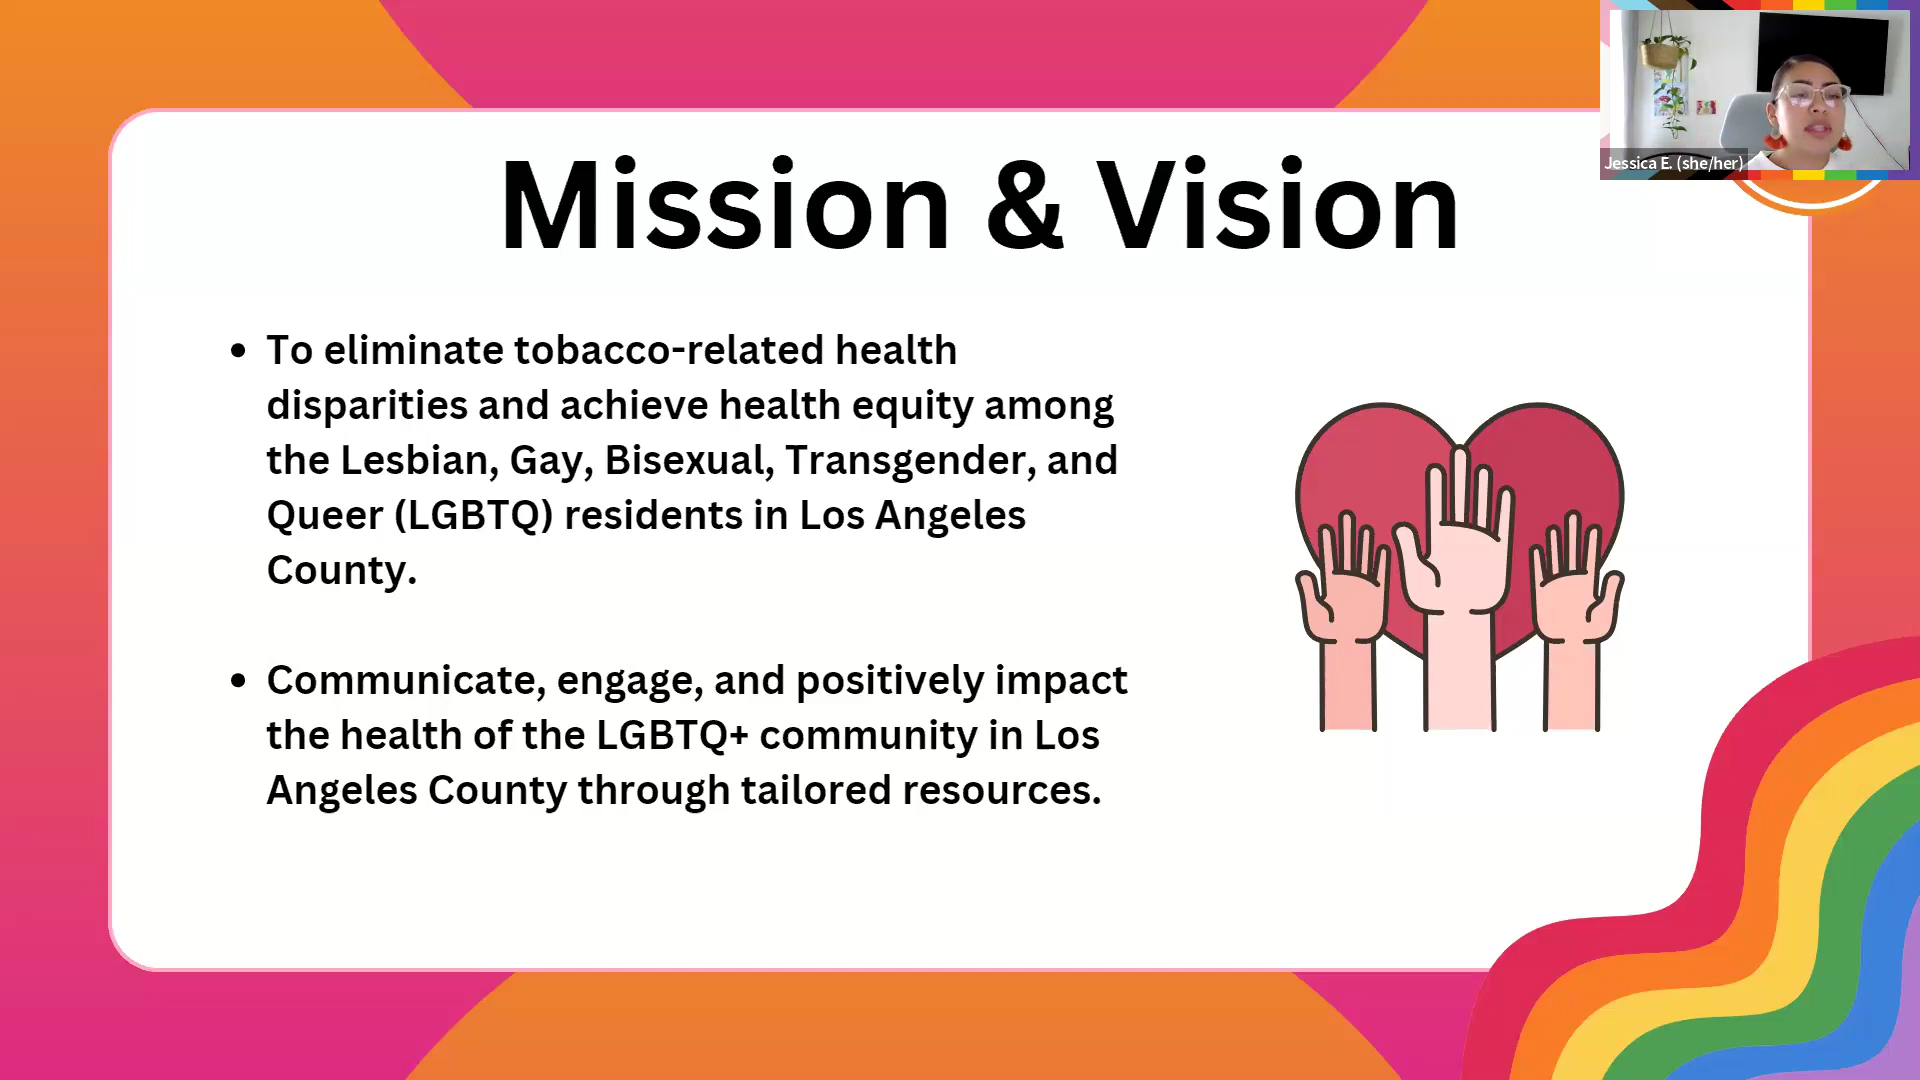 Mission & Vision
• To eliminate tobacco-related health
disparities and achieve health equity among
the Lesbian, Gay, Bisexual, Transgender, and
Queer (LGBTQ) residents in Los Angeles
County.
• Communicate, engage, and positively impact
the health of the LGBTQ+ community in Los
Angeles County through tailored resources.
Jessica E. (she/her)